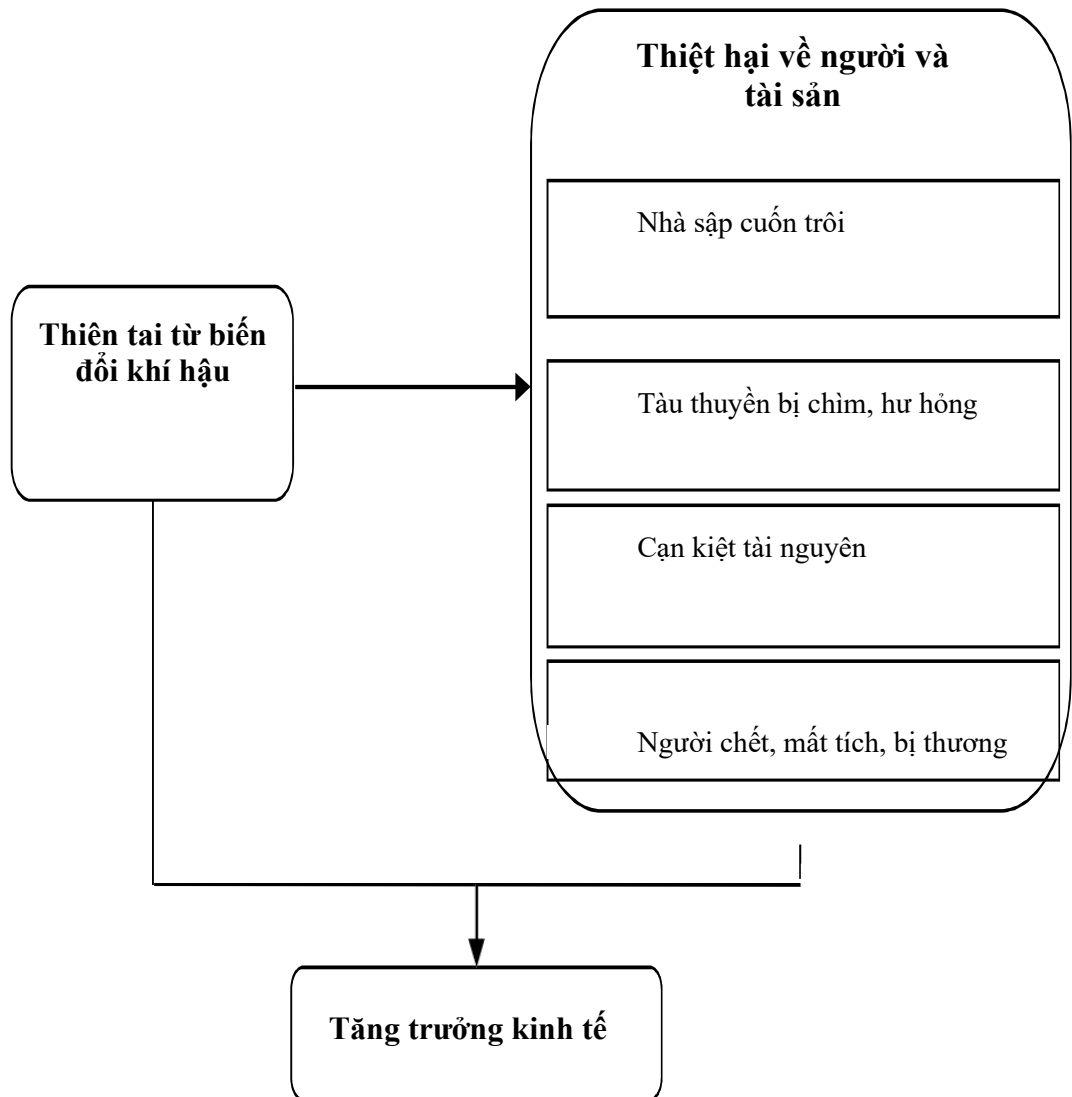 Thiệt hại về người và
tài sản
Nhà sập cuốn trôi
Thiên tai từ biến
đổi khí hậu
Tàu thuyền bị chìm, hư hỏng
Cạn kiệt tài nguyên
Người chết, mất tích, bị thương
Tăng trưởng kinh tế